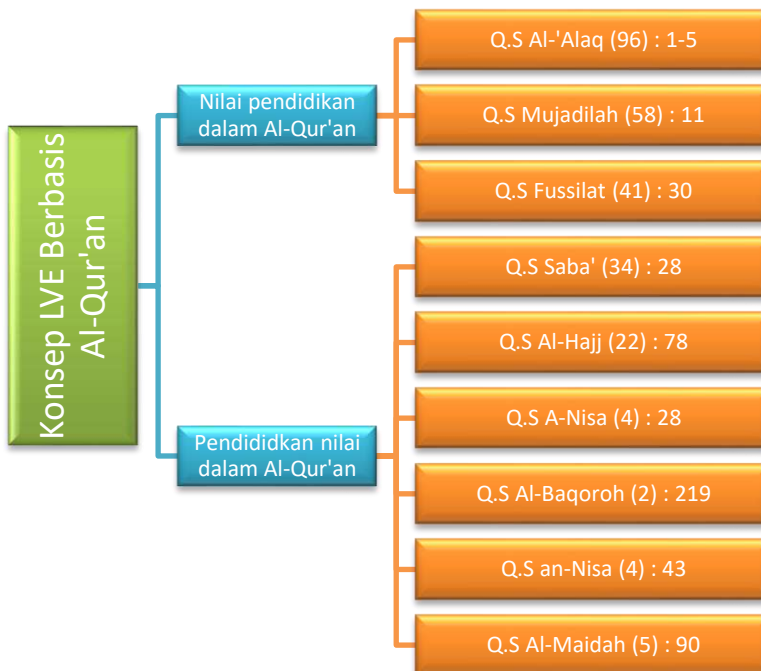 Konsep LVE Berbasis
Al-Qur'an
Nilai pendidikan
dalam Al-Qur'an
Q.S Al-'Alaq (96) : 1-5
Q.S Mujadilah (58) : 11
Q.S Fussilat (41) : 30
Pendididkan nilai
dalam Al-Qur'an
Q.S Saba' (34) : 28
Q.S Al-Hajj (22) : 78
Q.S A-Nisa (4) : 28
Q.S Al-Baqoroh (2) : 219
Q.S an-Nisa (4) : 43
Q.S Al-Maidah (5) : 90